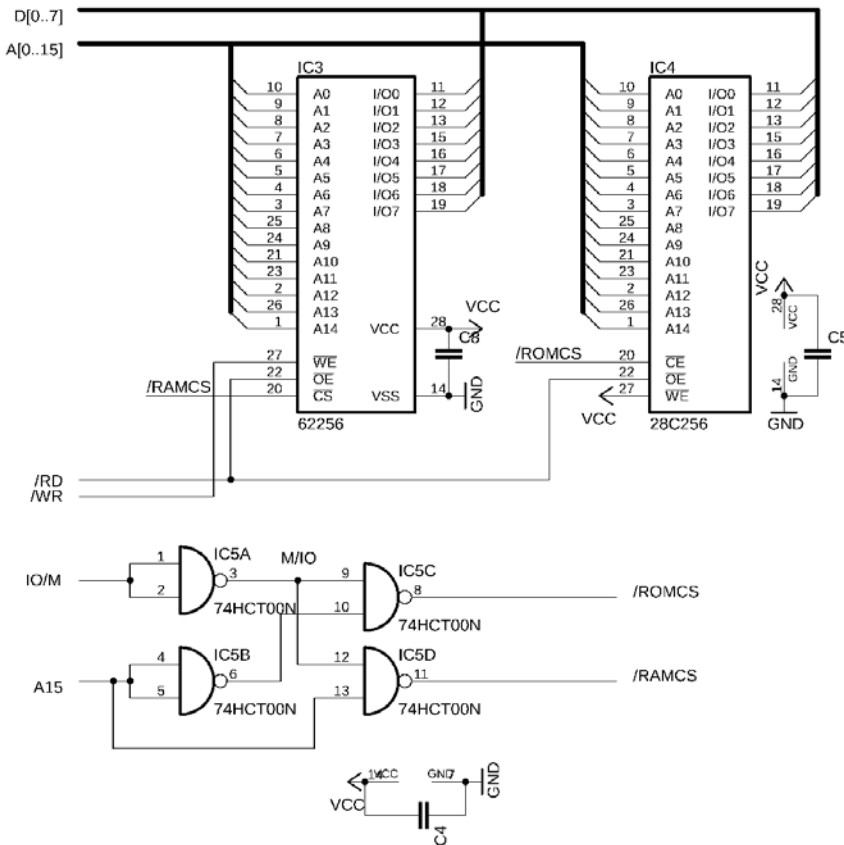 D[0..7]
A[0..15]
IC3
10 A0 I/O0 11
9 A1 I/O1 12
8 A2 I/O2 13
7 A3 I/O3 15
6 A4 I/O4 16
5 A5 I/O5 17
4 A6 I/O6 18
3 A7 I/O7 19
25 A8
24 A9
21 A10
23 A11
2 A12
26 A13
1 A14 VCC 28
27 WE
22 OE
/RAMCS 20 CS VSS 14
62256
VCC
GND
IC4
10 A0 I/O0 11
9 A1 I/O1 12
8 A2 I/O2 13
7 A3 I/O3 15
6 A4 I/O4 16
5 A5 I/O5 17
4 A6 I/O6 18
3 A7 I/O7 19
25 A8
24 A9
21 A10
23 A11
2 A12
26 A13
1 A14
/ROMCS 20 CE
22 OE
VCC 27 WE
28C256
VCC
28 VCC
C5
14 GND
GND
/RD
/WR
IO/M
1
2
IC5A
3
74HCT00N
M/IO
9
10
IC5C
8
74HCT00N
/ROMCS
A15
4
5
IC5B
6
74HCT00N
12
13
IC5D
11
74HCT00N
/RAMCS
VCC
14 VCC GND 7
GND
C4